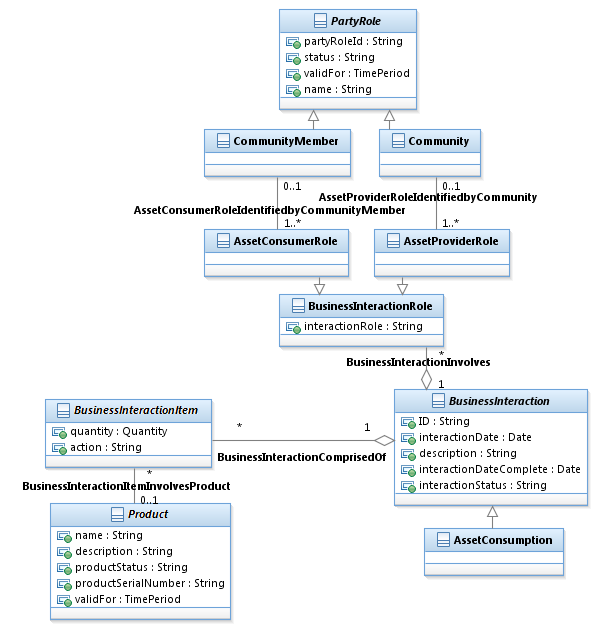 PartyRole
partyRoleId : String
status : String
validFor : TimePeriod
name : String
CommunityMember
Community
0..1
0..1
AssetProviderRoleIdentifiedbyCommunity
AssetConsumerRoleIdentifiedbyCommunityMember
1..*
1..*
AssetConsumerRole
AssetProviderRole
BusinessInteractionRole
interactionRole : String
*
BusinessInteractionInvolves
1
BusinessInteraction
ID : String
interactionDate : Date
description : String
interactionDateComplete : Date
interactionStatus : String
BusinessInteractionItem
quantity : Quantity
action : String
*
1
BusinessInteractionComprisedOf
*
BusinessInteractionItemInvolvesProduct
0..1
Product
name : String
description : String
productStatus : String
productSerialNumber : String
validFor : TimePeriod
AssetConsumption